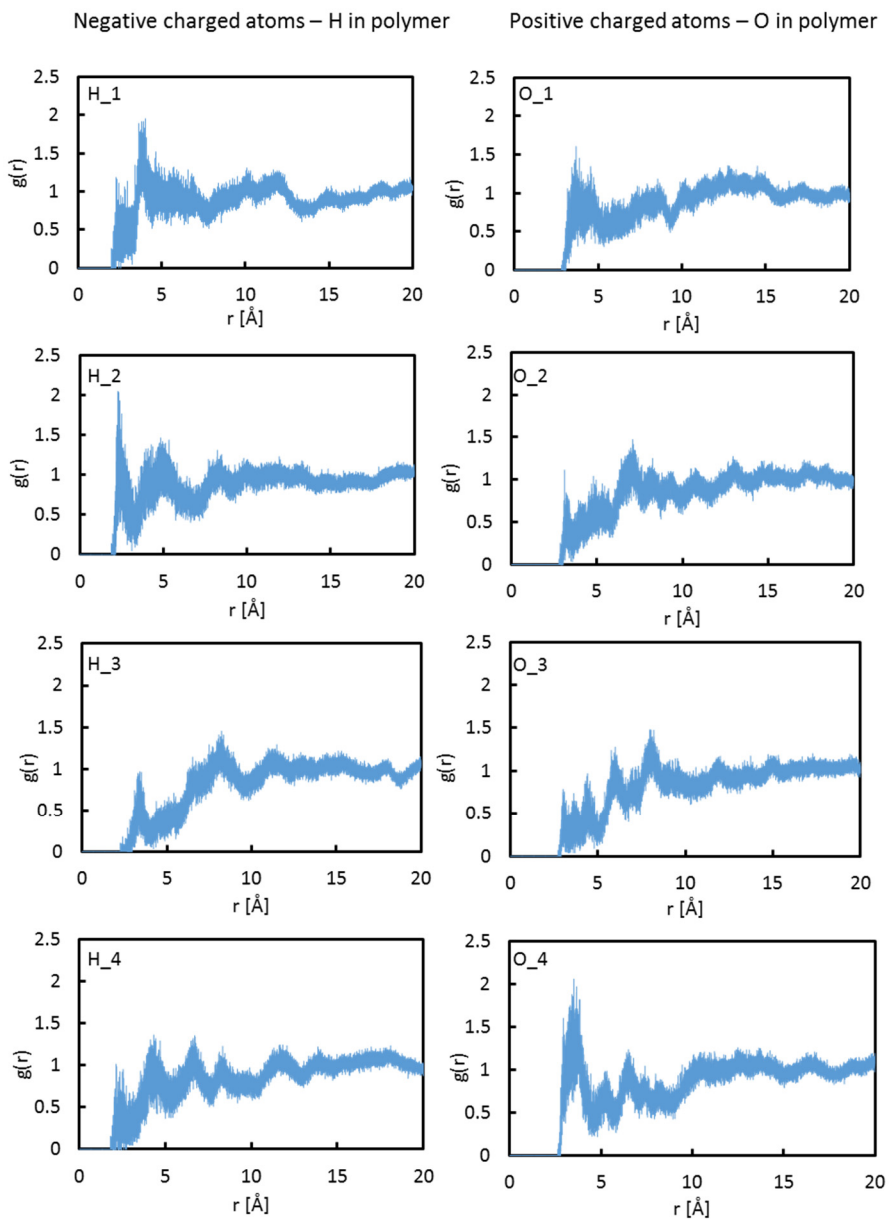 Negative charged atoms – H in polymer
Positive charged atoms – O in polymer
H_1
2.5
2
1.5
1
0.5
0
g(r)
0 5 10 15 20
r [Å]
O_1
2.5
2
1.5
1
0.5
0
g(r)
0 5 10 15 20
r [Å]
H_2
2.5
2
1.5
1
0.5
0
g(r)
0 5 10 15 20
r [Å]
O_2
2.5
2
1.5
1
0.5
0
g(r)
0 5 10 15 20
r [Å]
H_3
2.5
2
1.5
1
0.5
0
g(r)
0 5 10 15 20
r [Å]
O_3
2.5
2
1.5
1
0.5
0
g(r)
0 5 10 15 20
r [Å]
H_4
2.5
2
1.5
1
0.5
0
g(r)
0 5 10 15 20
r [Å]
O_4
2.5
2
1.5
1
0.5
0
g(r)
0 5 10 15 20
r [Å]